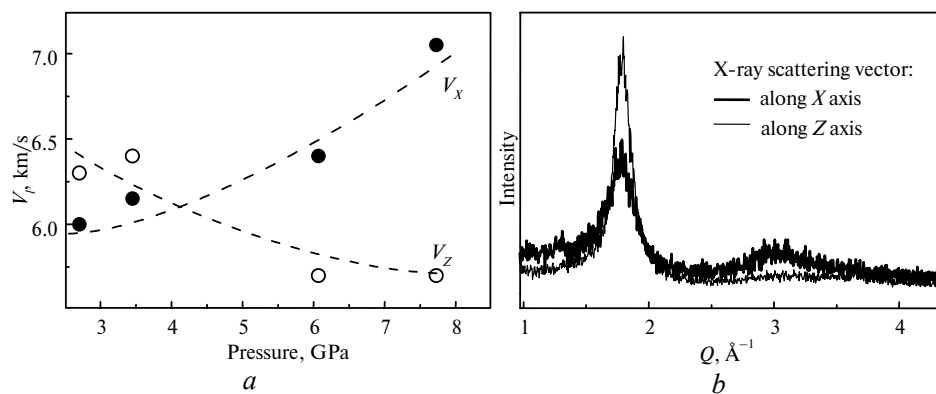 7.0
6.5
6.0
V_l, km/s
V_X
V_Z
3 4 5 6 7 8
Pressure, GPa
a
X-ray scattering vector:
along X axis
along Z axis
Intensity
1 2 3 4
Q, Å⁻¹
b